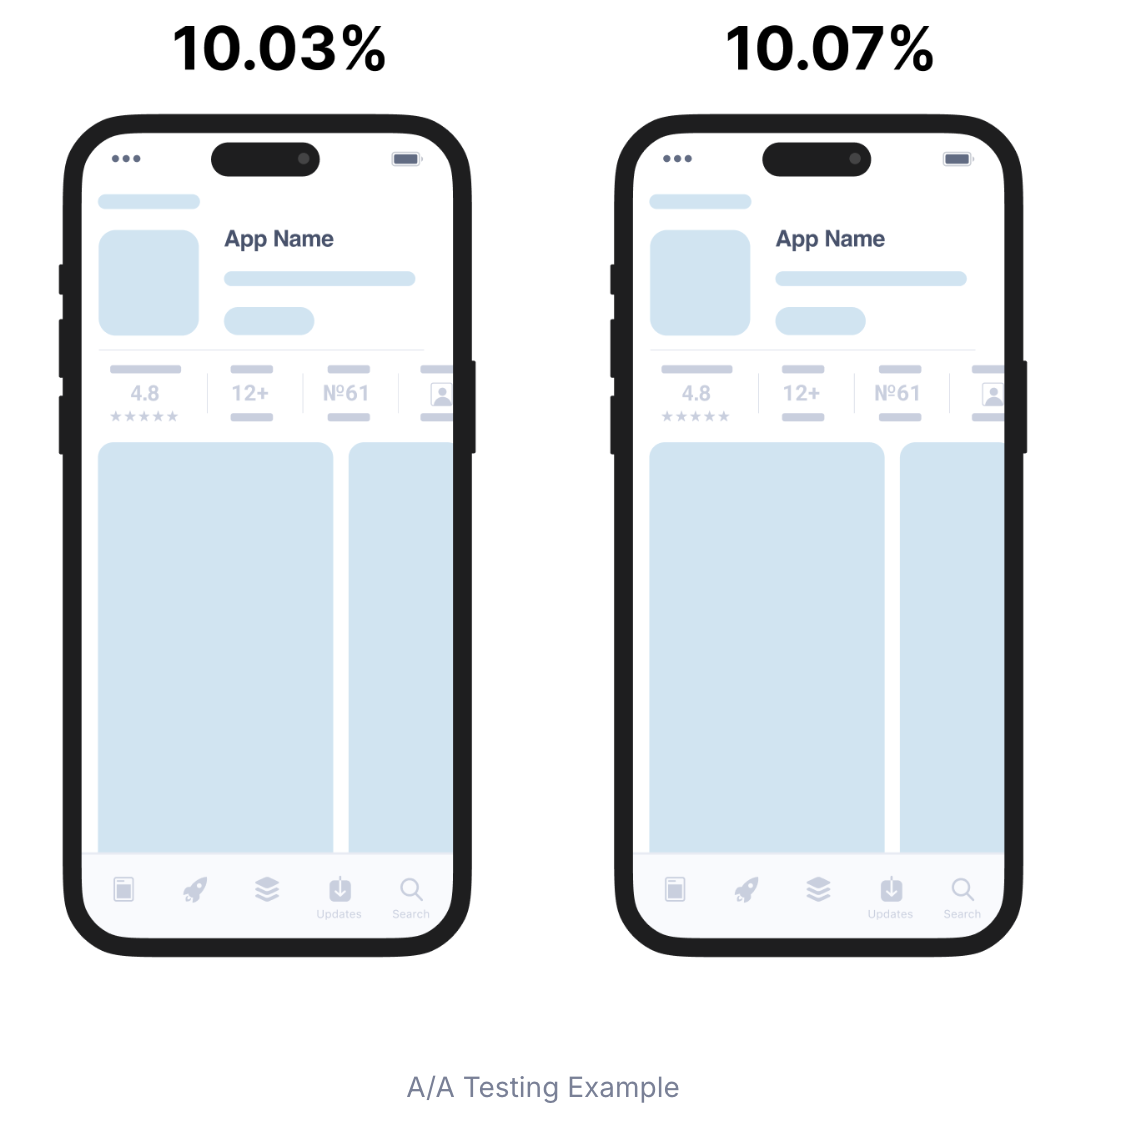 10.03% 10.07%
App Name
4.8 12+ №61
Updates Search
App Name
4.8 12+ №61
Updates Search
A/A Testing Example